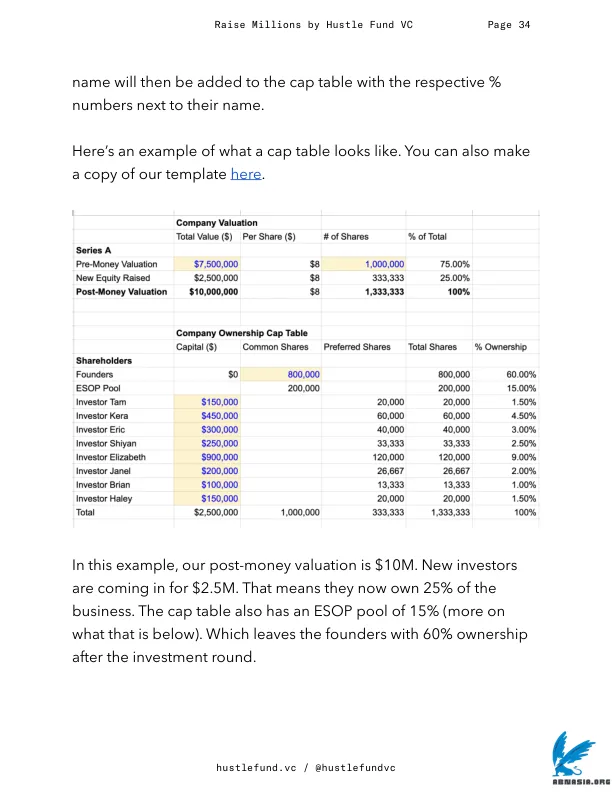 Raise Millions by Hustle Fund VC Page 34
name will then be added to the cap table with the respective %
numbers next to their name.
Here’s an example of what a cap table looks like. You can also make
a copy of our template here.
Company Valuation
Total Value ($) Per Share ($) # of Shares % of Total
Series A
Pre-Money Valuation $7,500,000 $8 1,000,000 75.00%
New Equity Raised $2,500,000 $8 333,333 25.00%
Post-Money Valuation $10,000,000 $8 1,333,333 100%
Company Ownership Cap Table
Capital ($) Common Shares Preferred Shares Total Shares % Ownership
Shareholders
Founders $0 800,000 800,000 60.00%
ESOP Pool 200,000 200,000 15.00%
Investor Tam $150,000 20,000 20,000 1.50%
Investor Kera $450,000 60,000 60,000 4.50%
Investor Eric $300,000 40,000 40,000 3.00%
Investor Shiyan $250,000 33,333 33,333 2.50%
Investor Elizabeth $900,000 120,000 120,000 9.00%
Investor Janel $200,000 26,667 26,667 2.00%
Investor Brian $100,000 13,333 13,333 1.00%
Investor Haley $150,000 20,000 20,000 1.50%
Total $2,500,000 1,000,000 333,333 1,333,333 100%
In this example, our post-money valuation is $10M. New investors
are coming in for $2.5M. That means they now own 25% of the
business. The cap table also has an ESOP pool of 15% (more on
what that is below). Which leaves the founders with 60% ownership
after the investment round.
hustlefund.vc / @hustlefundvc
ABNASIA.ORG